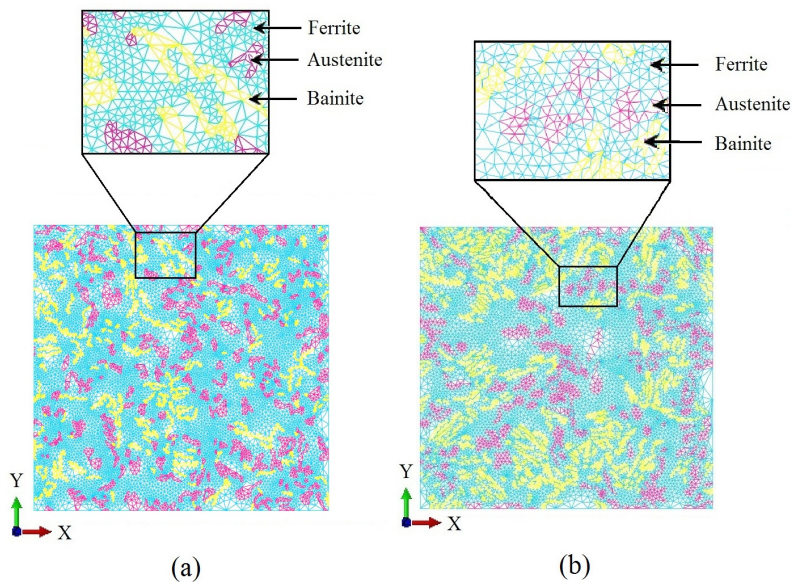 Ferrite
Austenite
Bainite
Ferrite
Austenite
Bainite
Y
X
Y
X
(a)
(b)